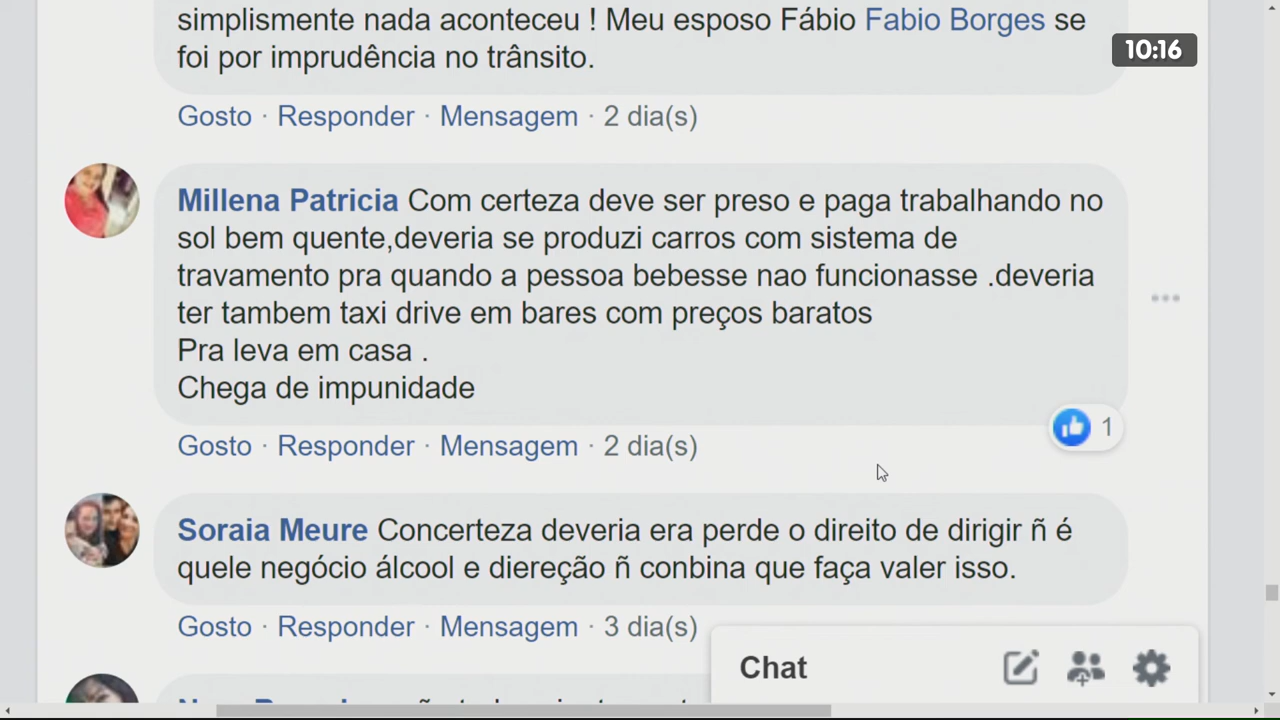 simplismente nada aconteceu ! Meu esposo Fábio Fabio Borges se
foi por imprudência no trânsito.
10:16
Gosto · Responder · Mensagem · 2 dia(s)
Millena Patricia Com certeza deve ser preso e paga trabalhando no
sol bem quente,deveria se produzi carros com sistema de
travamento pra quando a pessoa bebesse nao funcionasse .deveria
ter tambem taxi drive em bares com preços baratos
Pra leva em casa .
Chega de impunidade
1
Gosto · Responder · Mensagem · 2 dia(s)
Soraia Meure Concerteza deveria era perde o direito de dirigir ñ é
quele negócio álcool e diereção ñ conbina que faça valer isso.
Gosto · Responder · Mensagem · 3 dia(s)
Chat